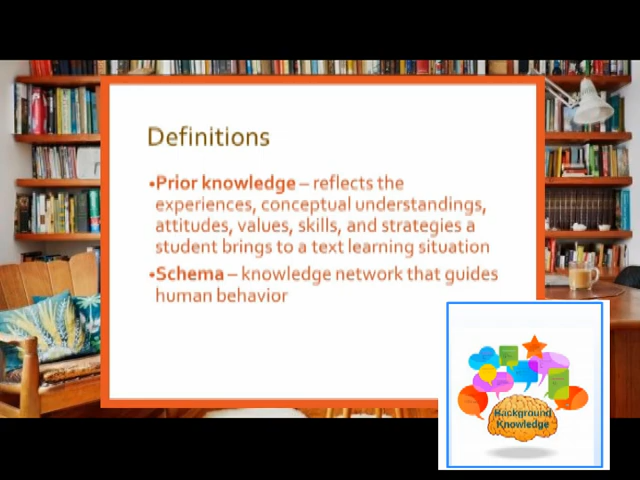 Definitions
•Prior knowledge – reflects the
experiences, conceptual understandings,
attitudes, values, skills, and strategies a
student brings to a text learning situation
•Schema – knowledge network that guides
human behavior
Background
Knowledge